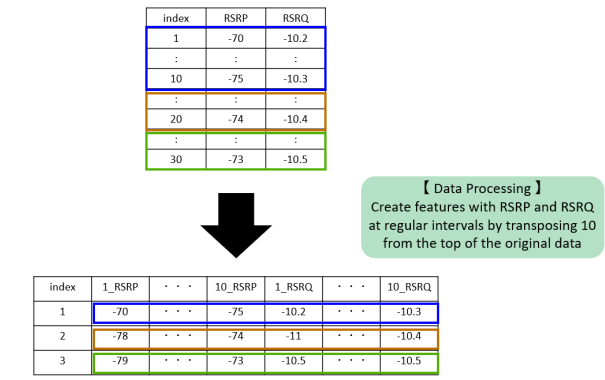 index RSRP RSRQ
1 -70 -10.2
: : :
10 -75 -10.3
: : :
20 -74 -10.4
: : :
30 -73 -10.5
【 Data Processing 】
Create features with RSRP and RSRQ
at regular intervals by transposing 10
from the top of the original data
index 1_RSRP ・・・ 10_RSRP 1_RSRQ ・・・ 10_RSRQ
1 -70 ・・・ -75 -10.2 ・・・ -10.3
2 -78 ・・・ -74 -11 ・・・ -10.4
3 -79 ・・・ -73 -10.5 ・・・ -10.5